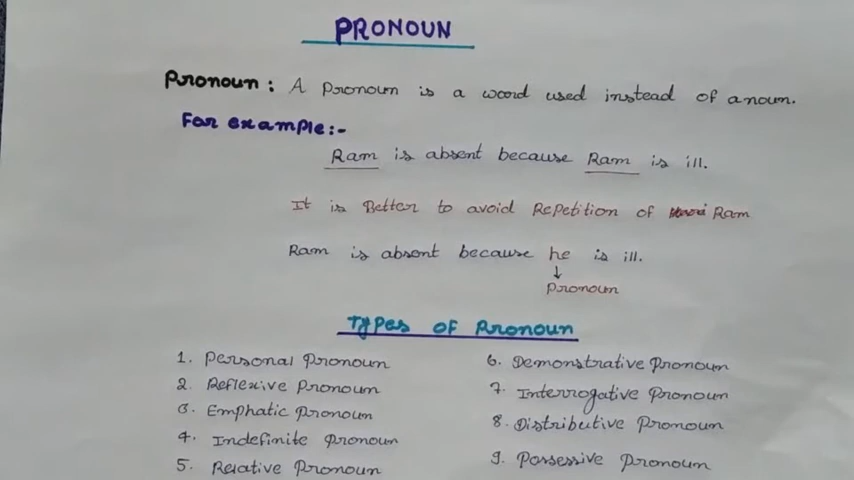 PRONOUN
Pronoun: A pronoun is a word used instead of a noun.
For example:-
Ram is absent because Ram is ill.
It is Better to avoid Repetition of Ram
Ram is absent because he is ill.
↓
pronoun
Types of Pronoun
1. Personal Pronoun
2. Reflexive Pronoun
3. Emphatic Pronoun
4. Indefinite Pronoun
5. Relative Pronoun
6. Demonstrative Pronoun
7. Interrogative Pronoun
8. Distributive Pronoun
9. Possessive Pronoun